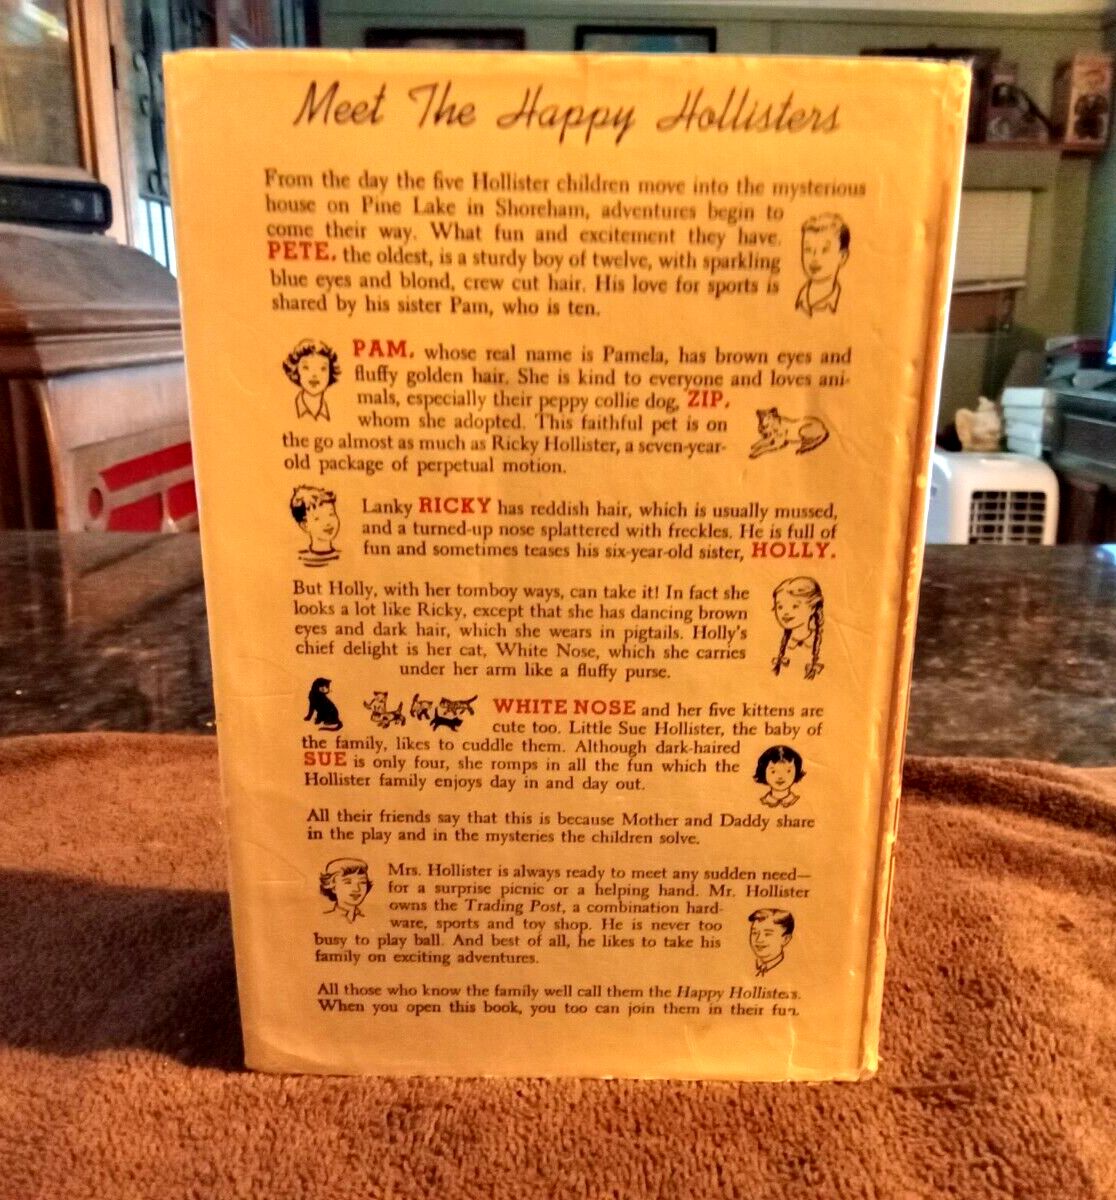 Meet The Happy Hollisters
From the day the five Hollister children move into the mysterious
house on Pine Lake in Shoreham, adventures begin to
come their way. What fun and excitement they have.
PETE, the oldest, is a sturdy boy of twelve, with sparkling
blue eyes and blond, crew cut hair. His love for sports is
shared by his sister Pam, who is ten.
PAM, whose real name is Pamela, has brown eyes and
fluffy golden hair. She is kind to everyone and loves ani-
mals, especially their peppy collie dog, ZIP,
whom she adopted. This faithful pet is on
the go almost as much as Ricky Hollister, a seven-year-
old package of perpetual motion.
Lanky RICKY has reddish hair, which is usually mussed,
and a turned-up nose splattered with freckles. He is full of
fun and sometimes teases his six-year-old sister, HOLLY.
But Holly, with her tomboy ways, can take it! In fact she
looks a lot like Ricky, except that she has dancing brown
eyes and dark hair, which she wears in pigtails. Holly's
chief delight is her cat, White Nose, which she carries
under her arm like a fluffy purse.
WHITE NOSE and her five kittens are
cute too. Little Sue Hollister, the baby of
the family, likes to cuddle them. Although dark-haired
SUE is only four, she romps in all the fun which the
Hollister family enjoys day in and day out.
All their friends say that this is because Mother and Daddy share
in the play and in the mysteries the children solve.
Mrs. Hollister is always ready to meet any sudden need—
for a surprise picnic or a helping hand. Mr. Hollister
owns the Trading Post, a combination hard-
ware, sports and toy shop. He is never too
busy to play ball. And best of all, he likes to take his
family on exciting adventures.
All those who know the family well call them the Happy Hollisters.
When you open this book, you too can join them in their fun.